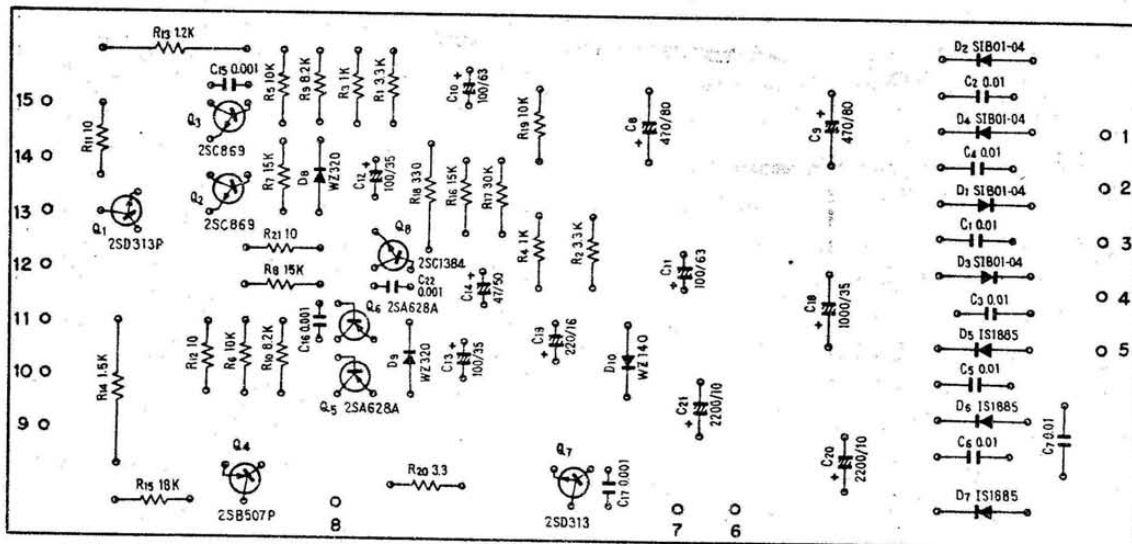 R13 1.2K
C15 0.001
R5 10K
R9 8.2K
R3 1K
R1 3.3K
C10 + 100/63
R19 10K
C8 + 470/80
C9 + 470/80
D2 SIB01-04
C2 0.01
15
R11 10
Q3
2SC869
D4 SIB01-04
1
14
R7 15K
D8 WZ320
C12 + 100/35
R18 330
R16 15K
R17 30K
C4 0.01
Q2
2SC869
D1 SIB01-04
2
13
Q1
2SD313P
R21 10
Q8
2SC1384
R4 1K
R2 3.3K
C1 0.01
3
12
R8 15K
C22 0.001
C14 + 47/50
C11 + 100/63
D3 SIB01-04
C18 + 1000/35
4
C3 0.01
11
R12 10
R6 10K
R10 8.2K
C16 0.001
Q6
2SA628A
D9 WZ320
C13 + 100/35
C19 + 220/16
D10 WZ140
D5 IS1885
5
10
R14 1.5K
Q5 2SA628A
C5 0.01
C21 + 2200/10
D6 IS1885
9
Q4
2SB507P
Q7
2SD313
C6 0.01
C7 0.01
C20 + 2200/10
R15 18K
R20 3.3
C17 0.001
D7 IS1885
8
7
6